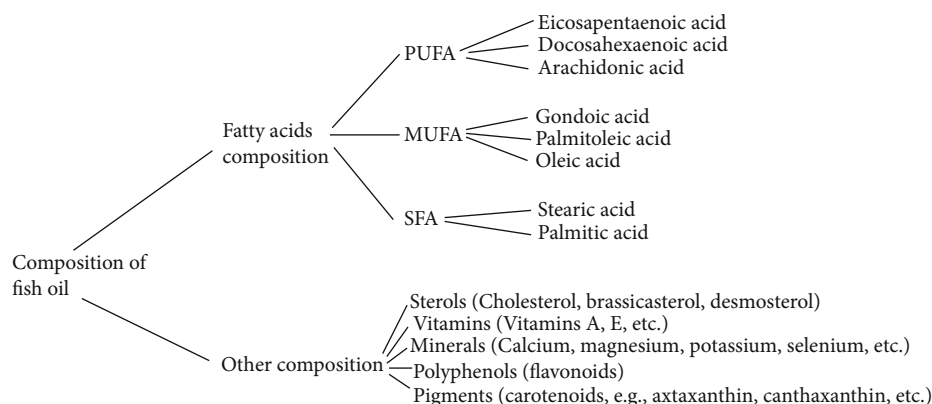 Composition of
fish oil
Fatty acids
composition
PUFA
Eicosapentaenoic acid
Docosahexaenoic acid
Arachidonic acid
MUFA
Gondoic acid
Palmitoleic acid
Oleic acid
SFA
Stearic acid
Palmitic acid
Other composition
Sterols (Cholesterol, brassicasterol, desmosterol)
Vitamins (Vitamins A, E, etc.)
Minerals (Calcium, magnesium, potassium, selenium, etc.)
Polyphenols (flavonoids)
Pigments (carotenoids, e.g., axtaxanthin, canthaxanthin, etc.)